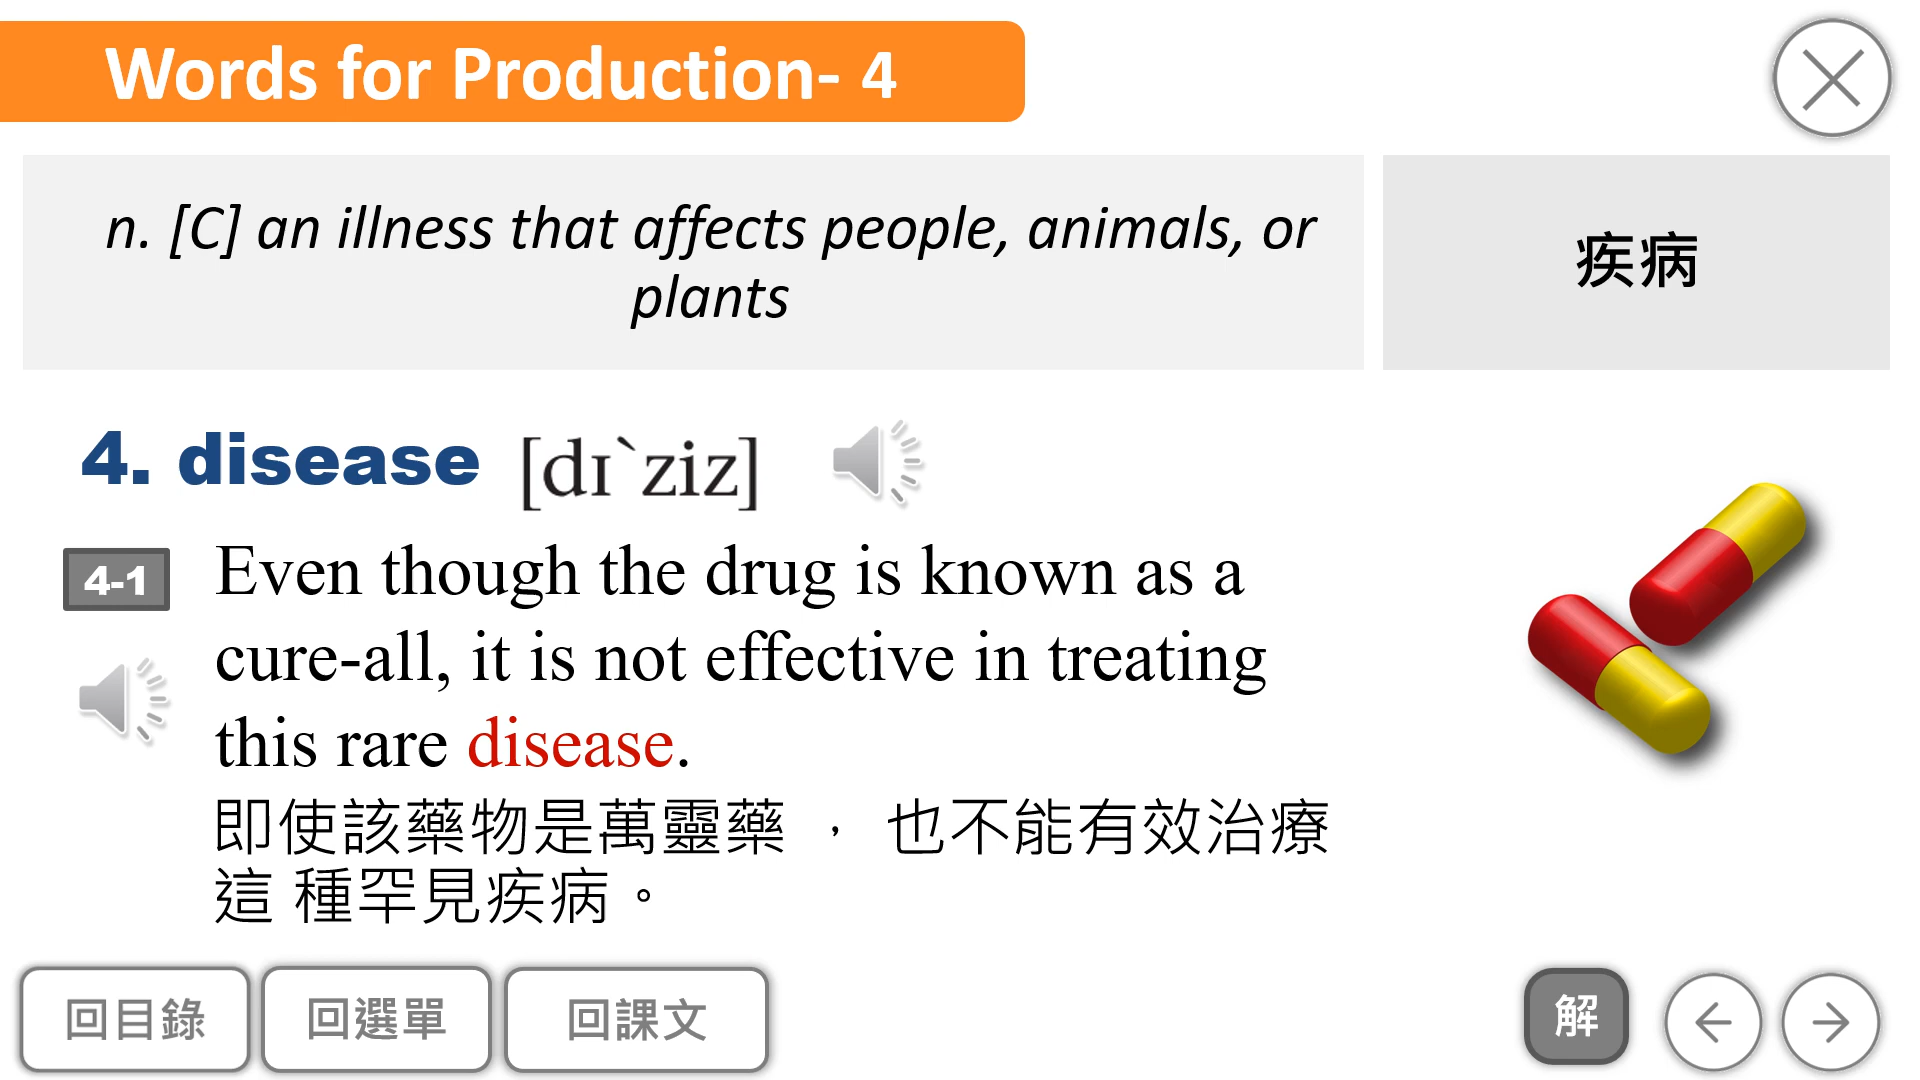 Words for Production- 4
n. [C] an illness that affects people, animals, or
plants
疾病
4. disease [dɪˋziz]
4-1
Even though the drug is known as a
cure-all, it is not effective in treating
this rare disease.
即使該藥物是萬靈藥 ， 也不能有效治療
這 種罕見疾病。
回目錄
回選單
回課文
解